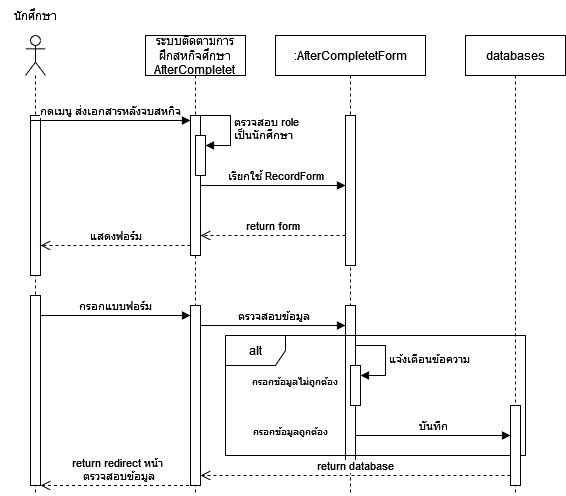 นักศึกษา
ระบบติดตามการ
ฝึกสหกิจศึกษา
AfterCompletet
:AfterCompletetForm
databases
กดเมนู ส่งเอกสารหลังจบสหกิจ
ตรวจสอบ role
เป็นนักศึกษา
เรียกใช้ RecordForm
return form
แสดงฟอร์ม
กรอกแบบฟอร์ม
ตรวจสอบข้อมูล
alt
แจ้งเตือนข้อความ
กรอกข้อมูลไม่ถูกต้อง
บันทึก
กรอกข้อมูลถูกต้อง
return database
return redirect หน้า
ตรวจสอบข้อมูล